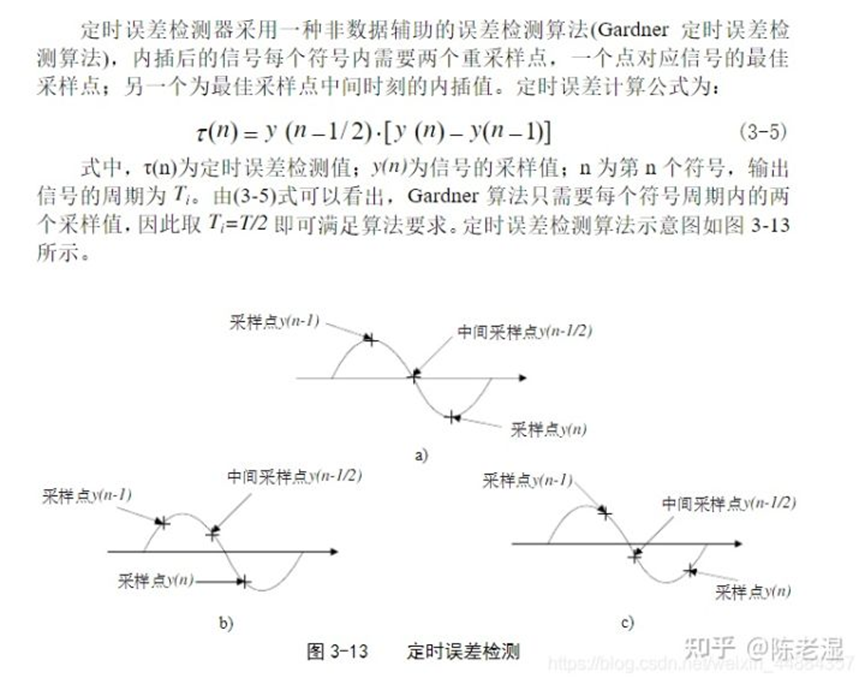 定时误差检测器采用一种非数据辅助的误差检测算法(Gardner 定时误差检
测算法)，内插后的信号每个符号内需要两个重采样点，一个点对应信号的最佳
采样点；另一个为最佳采样点中间时刻的内插值。定时误差计算公式为：
τ(n) = y (n−1/2)·[y (n)− y(n−1)] (3-5)
式中，τ(n)为定时误差检测值；y(n)为信号的采样值；n 为第 n 个符号，输出
信号的周期为 Ti。由(3-5)式可以看出，Gardner 算法只需要每个符号周期内的两
个采样值，因此取 Ti=T/2 即可满足算法要求。定时误差检测算法示意图如图 3-13
所示。
采样点y(n-1)
中间采样点y(n-1/2)
采样点y(n)
a)
采样点y(n-1)
中间采样点y(n-1/2)
采样点y(n)
b)
采样点y(n-1)
中间采样点y(n-1/2)
采样点y(n)
c)
图 3-13 定时误差检测
知乎 @陈老湿
https://blog.csdn.net/weixin_44884357